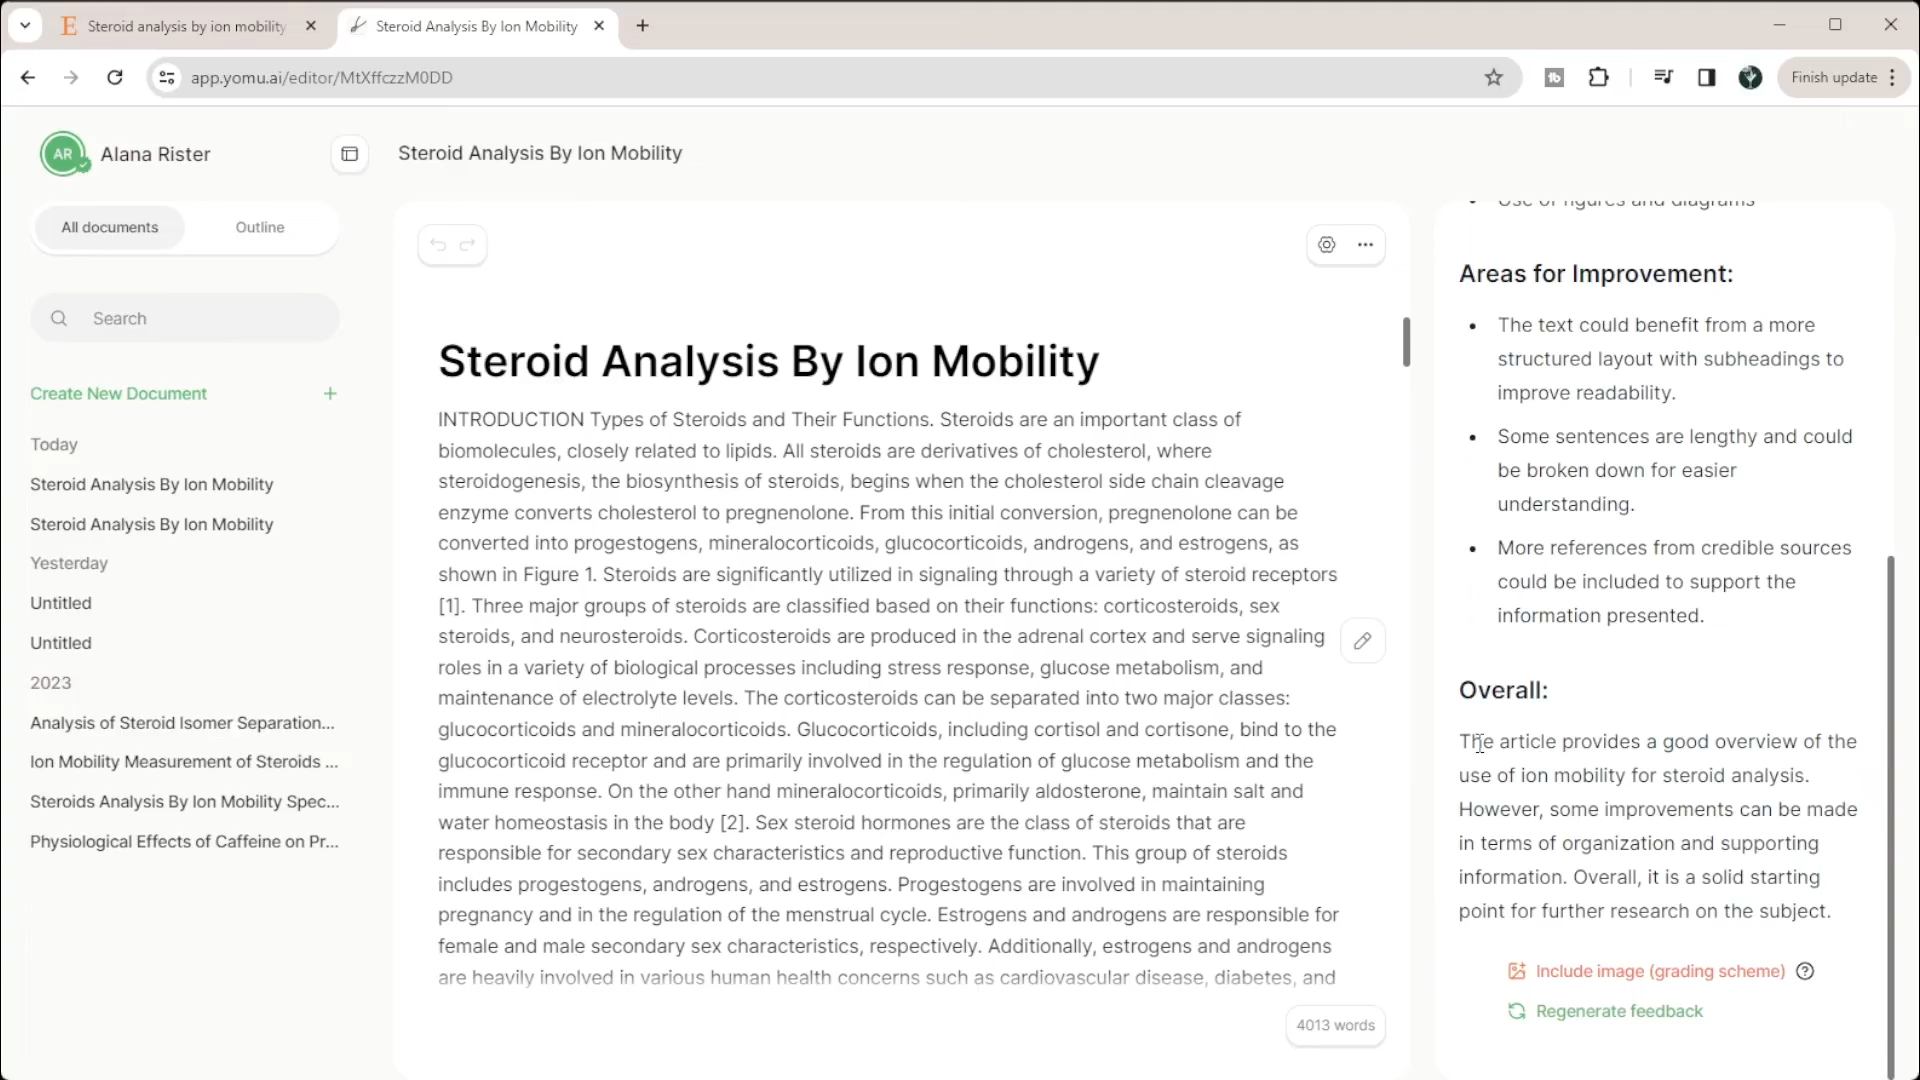 Steroid analysis by ion mobility
Steroid Analysis By Ion Mobility
app.yomu.ai/editor/MtXffczzM0DD
Finish update
AR
Alana Rister
Steroid Analysis By Ion Mobility
All documents
Outline
Search
Create New Document
Today
Steroid Analysis By Ion Mobility
Steroid Analysis By Ion Mobility
Yesterday
Untitled
Untitled
2023
Analysis of Steroid Isomer Separation...
Ion Mobility Measurement of Steroids ...
Steroids Analysis By Ion Mobility Spec...
Physiological Effects of Caffeine on Pr...
Steroid Analysis By Ion Mobility
INTRODUCTION Types of Steroids and Their Functions. Steroids are an important class of
biomolecules, closely related to lipids. All steroids are derivatives of cholesterol, where
steroidogenesis, the biosynthesis of steroids, begins when the cholesterol side chain cleavage
enzyme converts cholesterol to pregnenolone. From this initial conversion, pregnenolone can be
converted into progestogens, mineralocorticoids, glucocorticoids, androgens, and estrogens, as
shown in Figure 1. Steroids are significantly utilized in signaling through a variety of steroid receptors
[1]. Three major groups of steroids are classified based on their functions: corticosteroids, sex
steroids, and neurosteroids. Corticosteroids are produced in the adrenal cortex and serve signaling
roles in a variety of biological processes including stress response, glucose metabolism, and
maintenance of electrolyte levels. The corticosteroids can be separated into two major classes:
glucocorticoids and mineralocorticoids. Glucocorticoids, including cortisol and cortisone, bind to the
glucocorticoid receptor and are primarily involved in the regulation of glucose metabolism and the
immune response. On the other hand mineralocorticoids, primarily aldosterone, maintain salt and
water homeostasis in the body [2]. Sex steroid hormones are the class of steroids that are
responsible for secondary sex characteristics and reproductive function. This group of steroids
includes progestogens, androgens, and estrogens. Progestogens are involved in maintaining
pregnancy and in the regulation of the menstrual cycle. Estrogens and androgens are responsible for
female and male secondary sex characteristics, respectively. Additionally, estrogens and androgens
are heavily involved in various human health concerns such as cardiovascular disease, diabetes, and
4013 words
Use of figures and diagrams
Areas for Improvement:
The text could benefit from a more
structured layout with subheadings to
improve readability.
Some sentences are lengthy and could
be broken down for easier
understanding.
More references from credible sources
could be included to support the
information presented.
Overall:
The article provides a good overview of the
use of ion mobility for steroid analysis.
However, some improvements can be made
in terms of organization and supporting
information. Overall, it is a solid starting
point for further research on the subject.
Include image (grading scheme)
Regenerate feedback